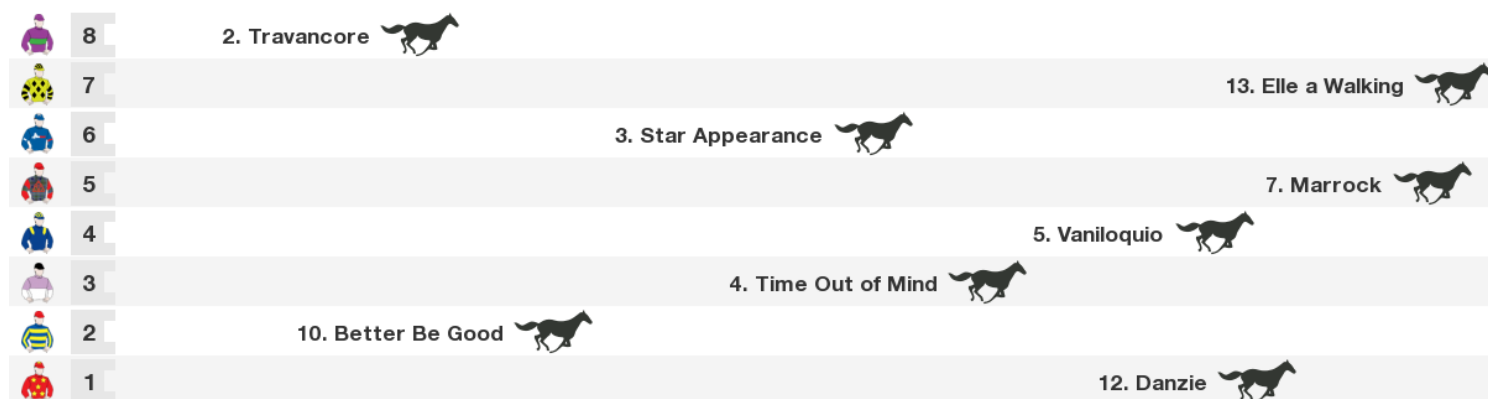 8 2. Travancore
7 13. Elle a Walking
6 3. Star Appearance
5 7. Marrock
4 5. Vaniloquio
3 4. Time Out of Mind
2 10. Better Be Good
1 12. Danzie